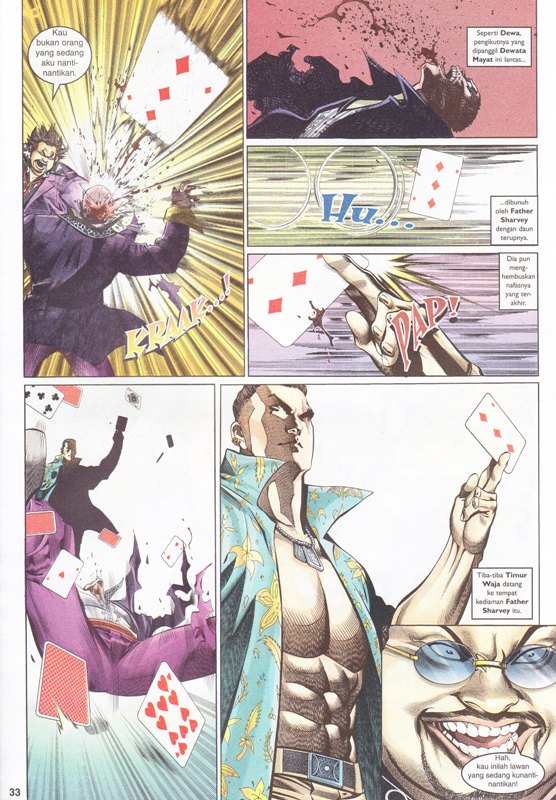 Kau
bukan orang
yang sedang
aku nanti-
nantikan.
Seperti Dewa,
pengikutnya yang
dipanggil Dewata
Mayat ini lantas...
Hu...
...dibunuh
oleh Father
Sharvey
dengan daun
terupnya.
KRAAK...!
Dia pun
meng-
hembuskan
nafasnya
yang ter-
akhir.
PAP!
Tiba-tiba Timur
Waja datang
ke tempat
kediaman Father
Sharvey itu.
Hah,
kau inilah lawan
yang sedang kunanti-
nantikan!
33